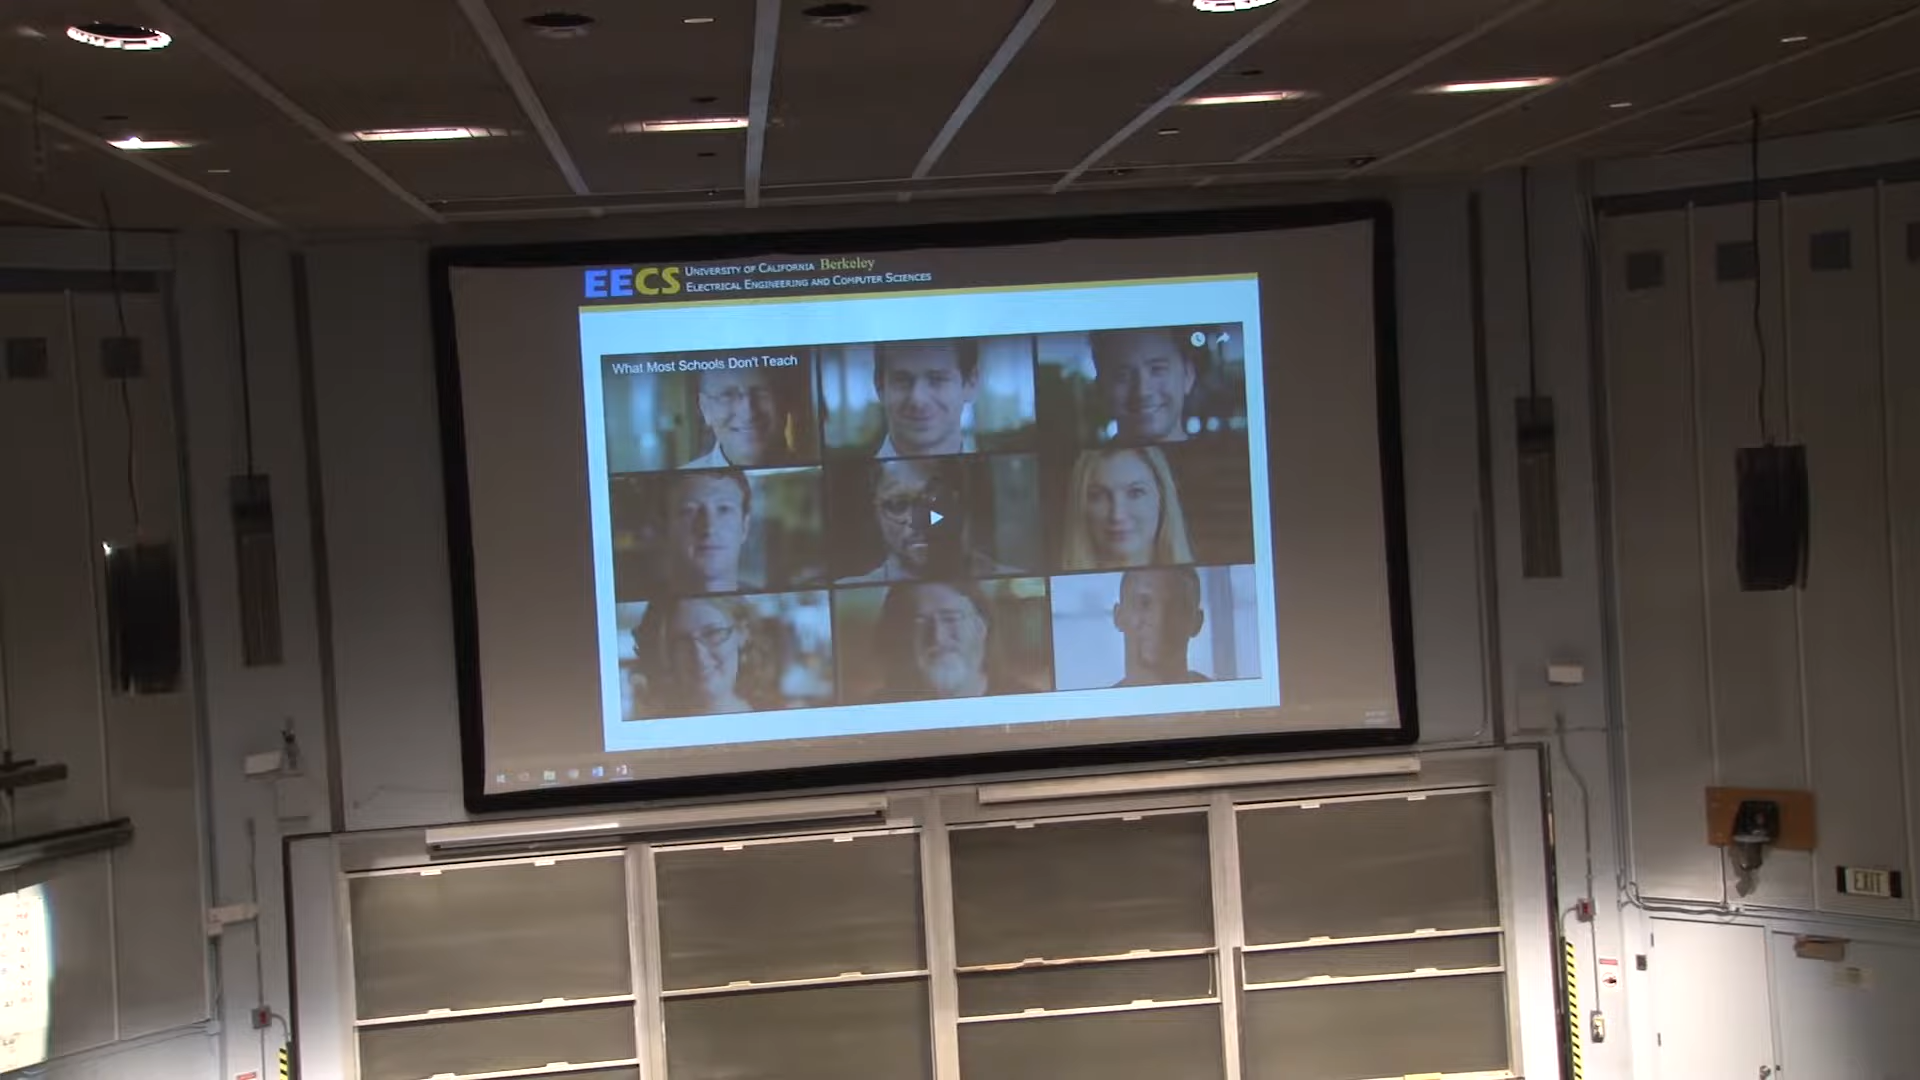 EECS
UNIVERSITY OF CALIFORNIA Berkeley
ELECTRICAL ENGINEERING AND COMPUTER SCIENCES
What Most Schools Don't Teach
EXIT